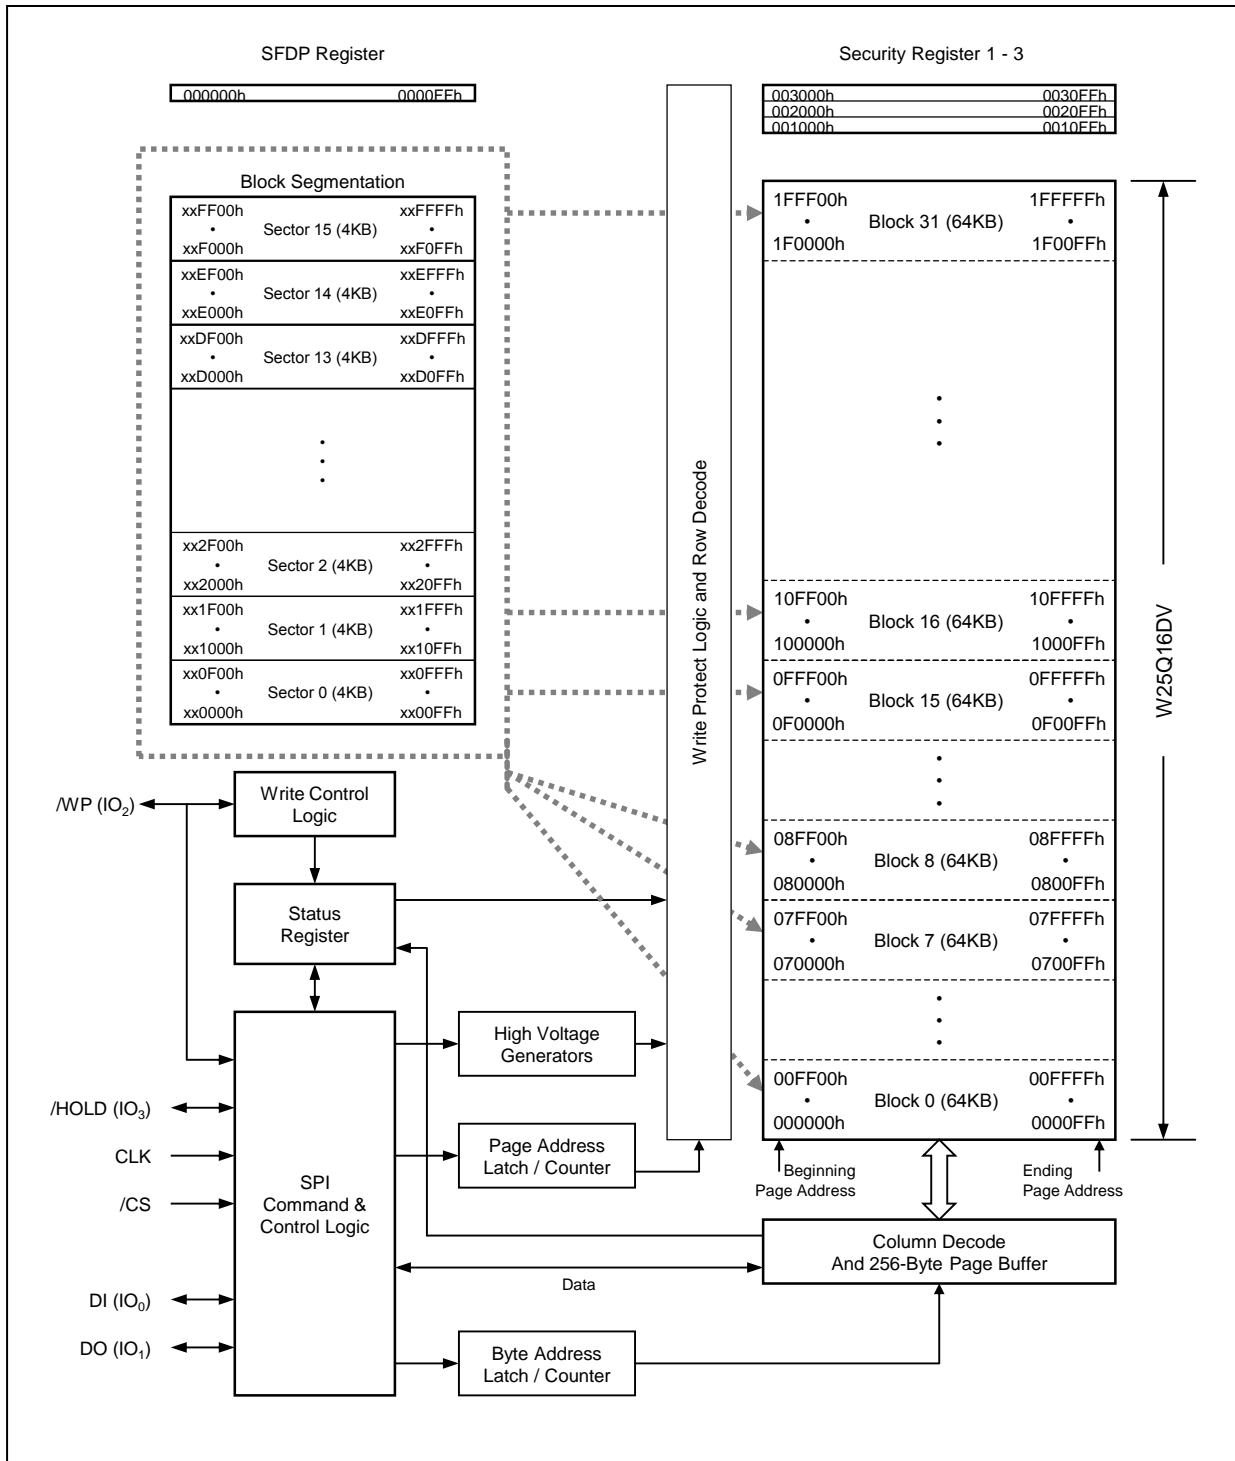 SFDP Register
000000h 0000FFh
Security Register 1 - 3
003000h 0030FFh
002000h 0020FFh
001000h 0010FFh
Block Segmentation
xxFF00h xxFFFFh
• Sector 15 (4KB) •
xxF000h xxF0FFh
xxEF00h xxEFFFh
• Sector 14 (4KB) •
xxE000h xxE0FFh
xxDF00h xxDFFFh
• Sector 13 (4KB) •
xxD000h xxD0FFh
xx2F00h xx2FFFh
• Sector 2 (4KB) •
xx2000h xx20FFh
xx1F00h xx1FFFh
• Sector 1 (4KB) •
xx1000h xx10FFh
xx0F00h xx0FFFh
• Sector 0 (4KB) •
xx0000h xx00FFh
Write Protect Logic and Row Decode
1FFF00h 1FFFFFh
• Block 31 (64KB) •
1F0000h 1F00FFh
10FF00h 10FFFFh
• Block 16 (64KB) •
100000h 1000FFh
0FFF00h 0FFFFFh
• Block 15 (64KB) •
0F0000h 0F00FFh
08FF00h 08FFFFh
• Block 8 (64KB) •
080000h 0800FFh
07FF00h 07FFFFh
• Block 7 (64KB) •
070000h 0700FFh
00FF00h 00FFFFh
• Block 0 (64KB) •
000000h 0000FFh
W25Q16DV
Beginning
Page Address
Ending
Page Address
/WP (IO2)
Write Control
Logic
Status
Register
High Voltage
Generators
/HOLD (IO3)
CLK
/CS
DI (IO0)
DO (IO1)
SPI
Command &
Control Logic
Page Address
Latch / Counter
Column Decode
And 256-Byte Page Buffer
Data
Byte Address
Latch / Counter